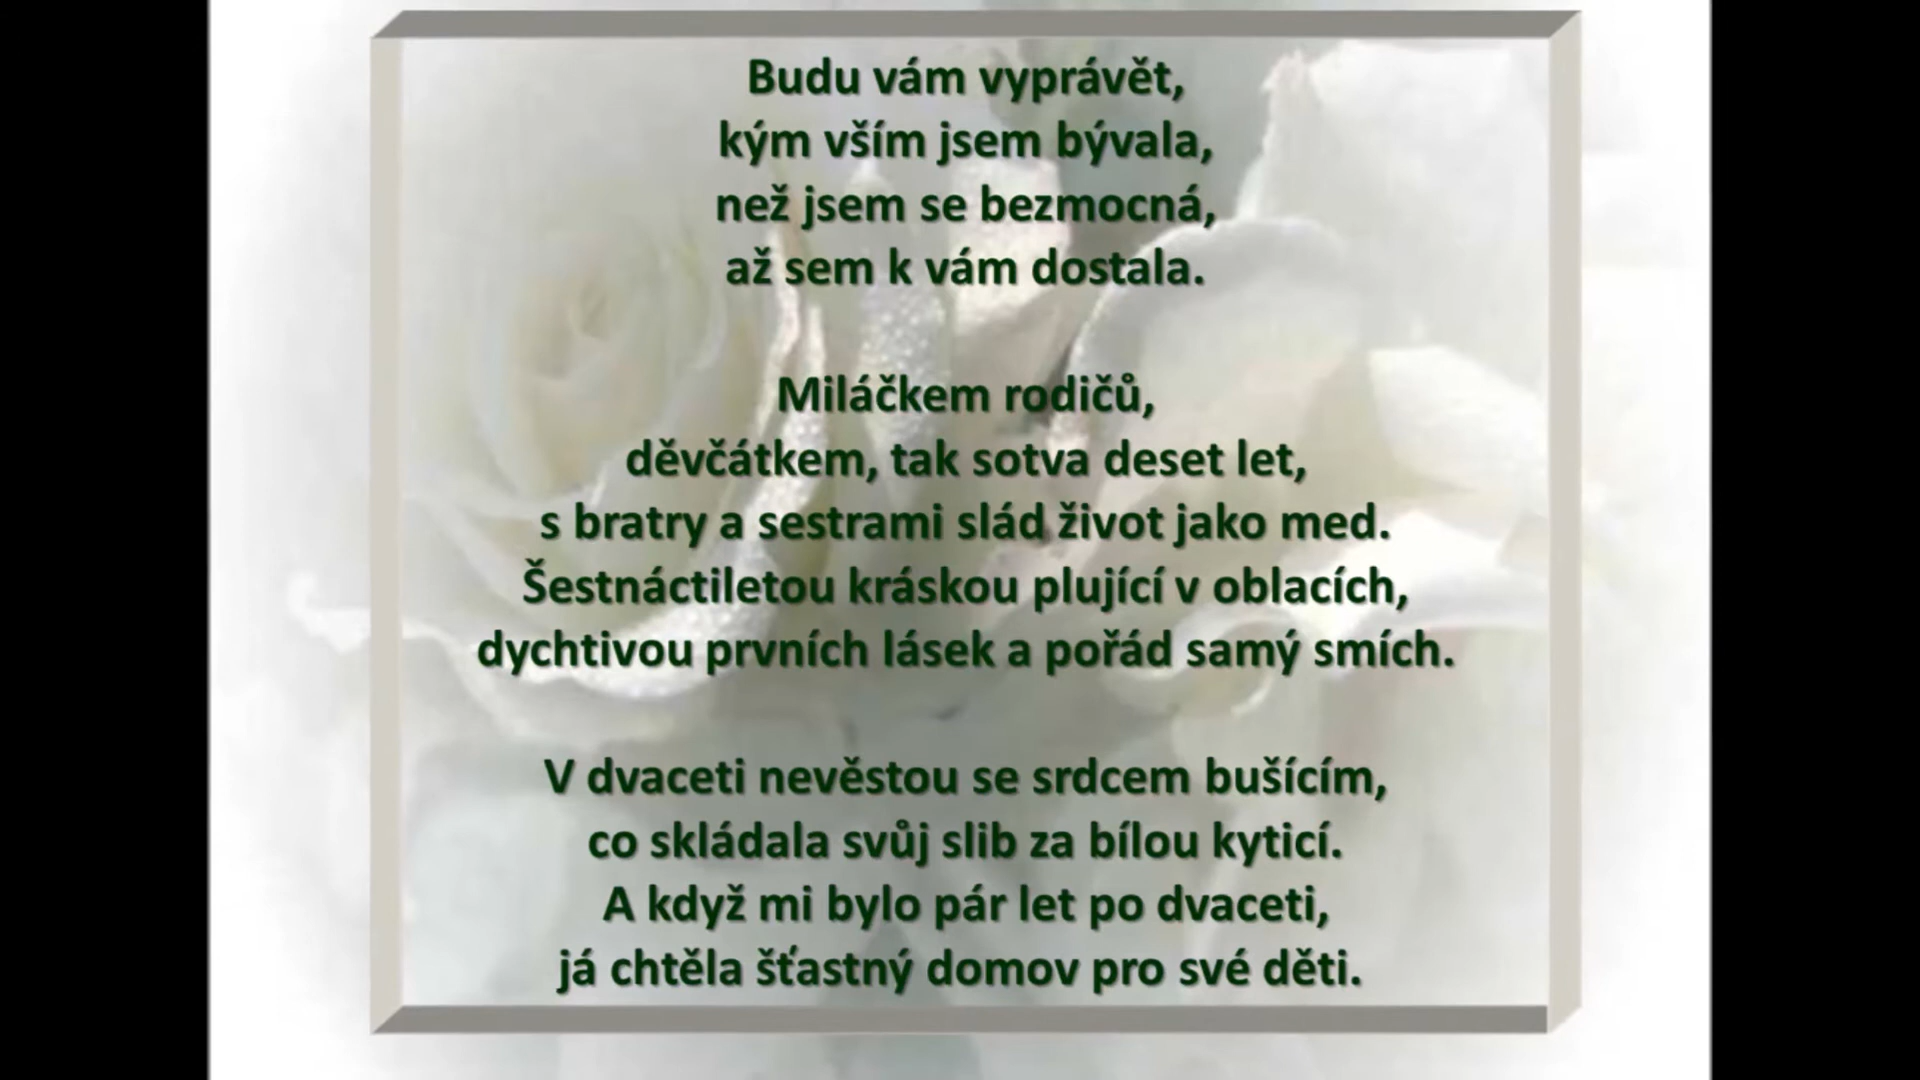 Budu vám vyprávět,
kým vším jsem bývala,
než jsem se bezmocná,
až sem k vám dostala.
Miláčkem rodičů,
děvčátkem, tak sotva deset let,
s bratry a sestrami slád život jako med.
Šestnáctiletou kráskou plující v oblacích,
dychtivou prvních lásek a pořád samý smích.
V dvaceti nevěstou se srdcem bušícím,
co skládala svůj slib za bílou kyticí.
A když mi bylo pár let po dvaceti,
já chtěla šťastný domov pro své děti.